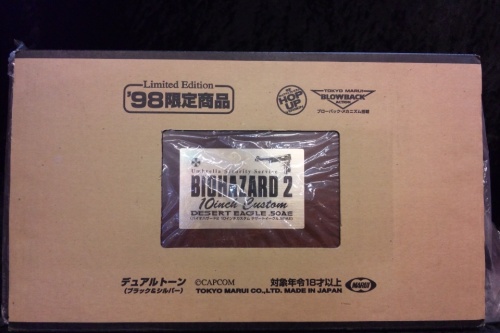 Limited Edition
'98限定商品
HOP UP
TOKYO MARUI
BLOWBACK
ブローバック・メカニズム搭載
Umbrella Security Service
BIOHAZARD 2
10inch Custom
DESERT EAGLE .50AE
デュアルトーン
(ブラック&シルバー)
©CAPCOM
対象年令18才以上
TOKYO MARUI CO., LTD. MADE IN JAPAN
MARUI